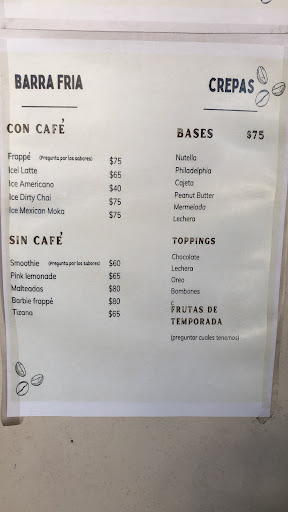 BARRA FRIA
CON CAFÉ
Frappé (Pregunta por los sabores) $75
Icel Latte $65
Ice Americano $40
Ice Dirty Chai $75
Ice Mexican Moka $75
SIN CAFÉ
Smoothie (Pregunta por los sabores) $60
Pink lemonade $65
Malteadas $80
Barbie frappé $80
Tizana $65
CREPAS
BASES $75
Nutella
Philadelphia
Cajeta
Peanut Butter
Mermelada
Lechera
TOPPINGS
Chocolate
Lechera
Oreo
Bombones
C
FRUTAS DE
TEMPORADA
(preguntar cuales tenemos)